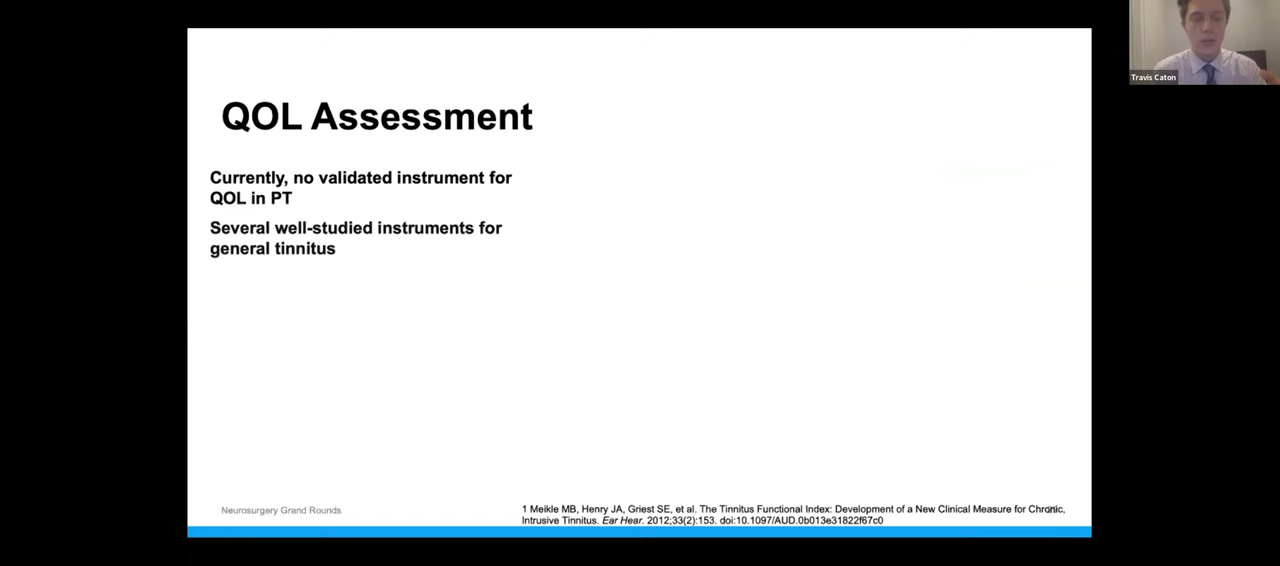 Travis Caton
QOL Assessment
Currently, no validated instrument for
QOL in PT
Several well-studied instruments for
general tinnitus
Neurosurgery Grand Rounds
1 Meikle MB, Henry JA, Griest SE, et al. The Tinnitus Functional Index: Development of a New Clinical Measure for Chronic,
Intrusive Tinnitus. Ear Hear. 2012;33(2):153. doi:10.1097/AUD.0b013e31822f67c0